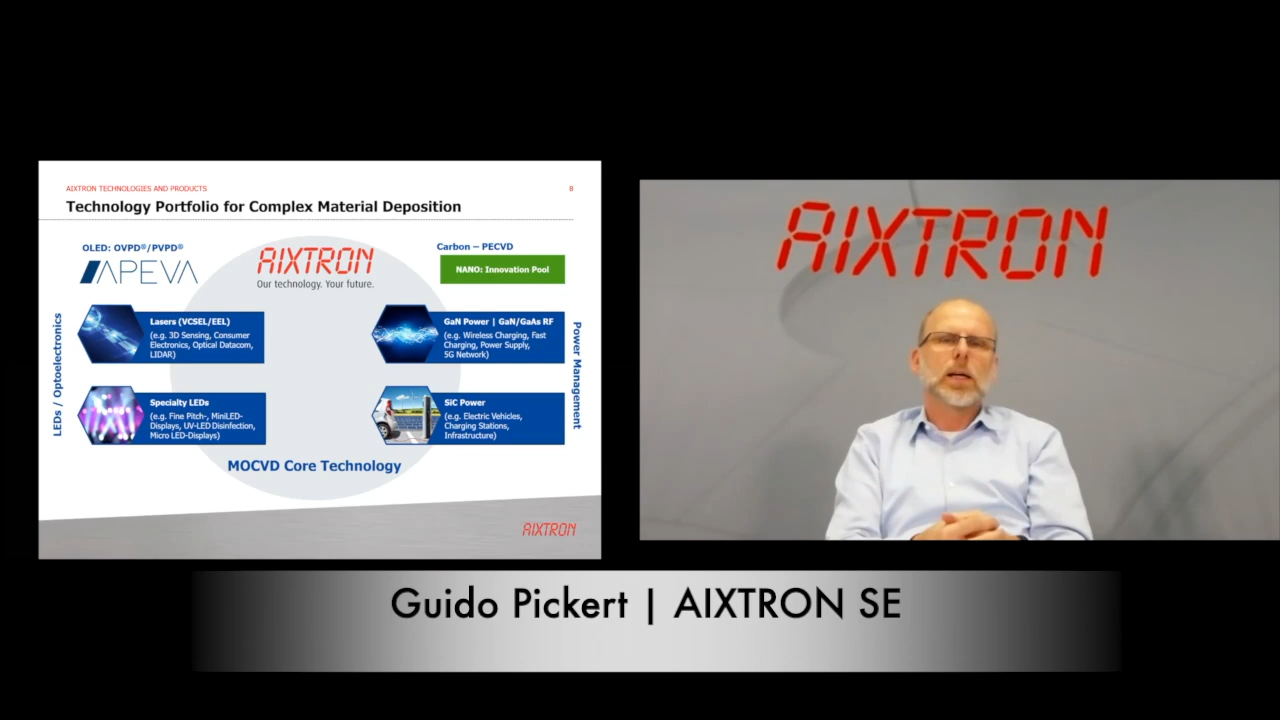 AIXTRON TECHNOLOGIES AND PRODUCTS
8
Technology Portfolio for Complex Material Deposition
OLED: OVPD®/PVPD®
APEVA
AIXTRON
Our technology. Your future.
Carbon – PECVD
NANO: Innovation Pool
LEDs / Optoelectronics
Lasers (VCSEL/EEL)
(e.g. 3D Sensing, Consumer
Electronics, Optical Datacom,
LIDAR)
Specialty LEDs
(e.g. Fine Pitch-, MiniLED-
Displays, UV-LED Disinfection,
Micro LED-Displays)
GaN Power | GaN/GaAs RF
(e.g. Wireless Charging, Fast
Charging, Power Supply,
5G Network)
SiC Power
(e.g. Electric Vehicles,
Charging Stations,
Infrastructure)
Power Management
MOCVD Core Technology
AIXTRON
AIXTRON
Guido Pickert | AIXTRON SE